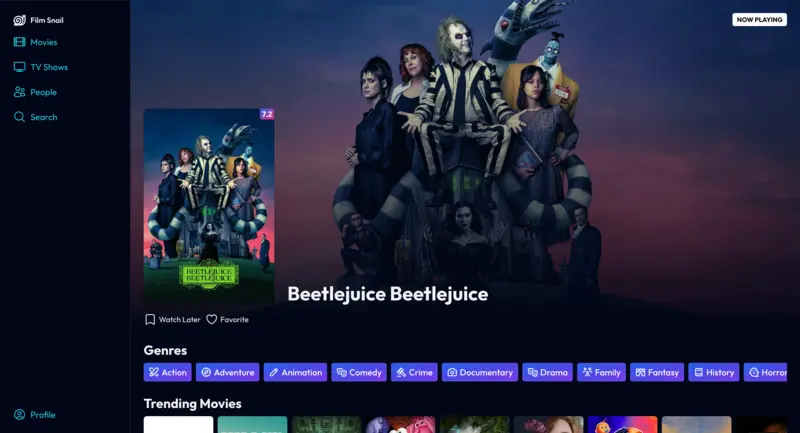 Film Snail
Movies
TV Shows
People
Search
Profile
NOW PLAYING
7.2
BEETLEJUICE
BEETLEJUICE
Beetlejuice Beetlejuice
Watch Later
Favorite
Genres
Action
Adventure
Animation
Comedy
Crime
Documentary
Drama
Family
Fantasy
History
Horror
Trending Movies